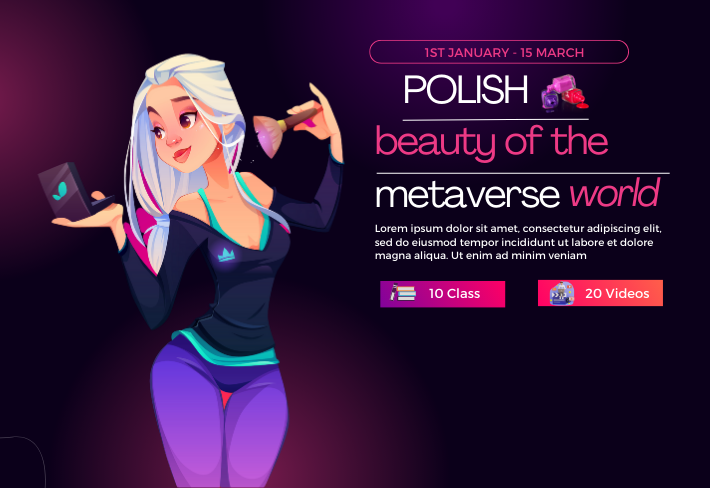 1ST JANUARY - 15 MARCH
POLISH
beauty of the
metaverse world
Lorem ipsum dolor sit amet, consectetur adipiscing elit,
sed do eiusmod tempor incididunt ut labore et dolore
magna aliqua. Ut enim ad minim veniam
10 Class
20 Videos